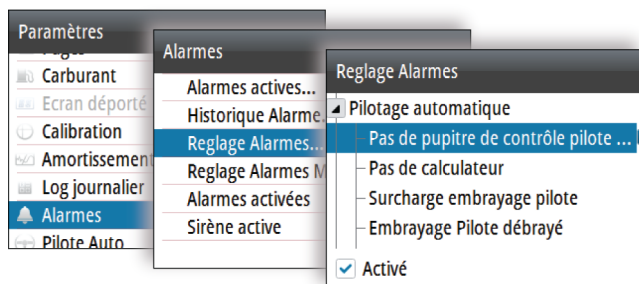 Paramètres
Carburant
Ecran déporté
Calibration
Amortissement
Log journalier
Alarmes
Pilote Auto
Alarmes
Alarmes actives...
Historique Alarme
Reglage Alarmes...
Reglage Alarmes M
Alarmes activées
Sirène active
Reglage Alarmes
Pilotage automatique
Pas de pupitre de contrôle pilote ...
Pas de calculateur
Surcharge embrayage pilote
Embrayage Pilote débrayé
Activé